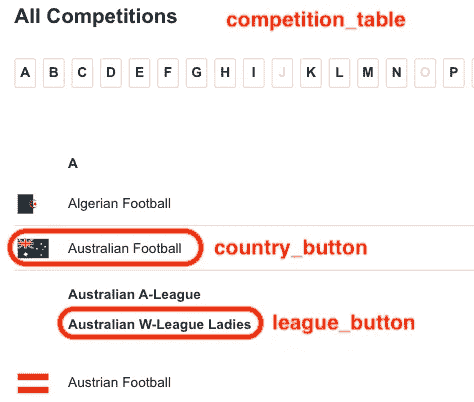 All Competitions competition_table
A B C D E F G H I J K L M N O P
A
Algerian Football
Australian Football country_button
Australian A-League
Australian W-League Ladies league_button
Austrian Football